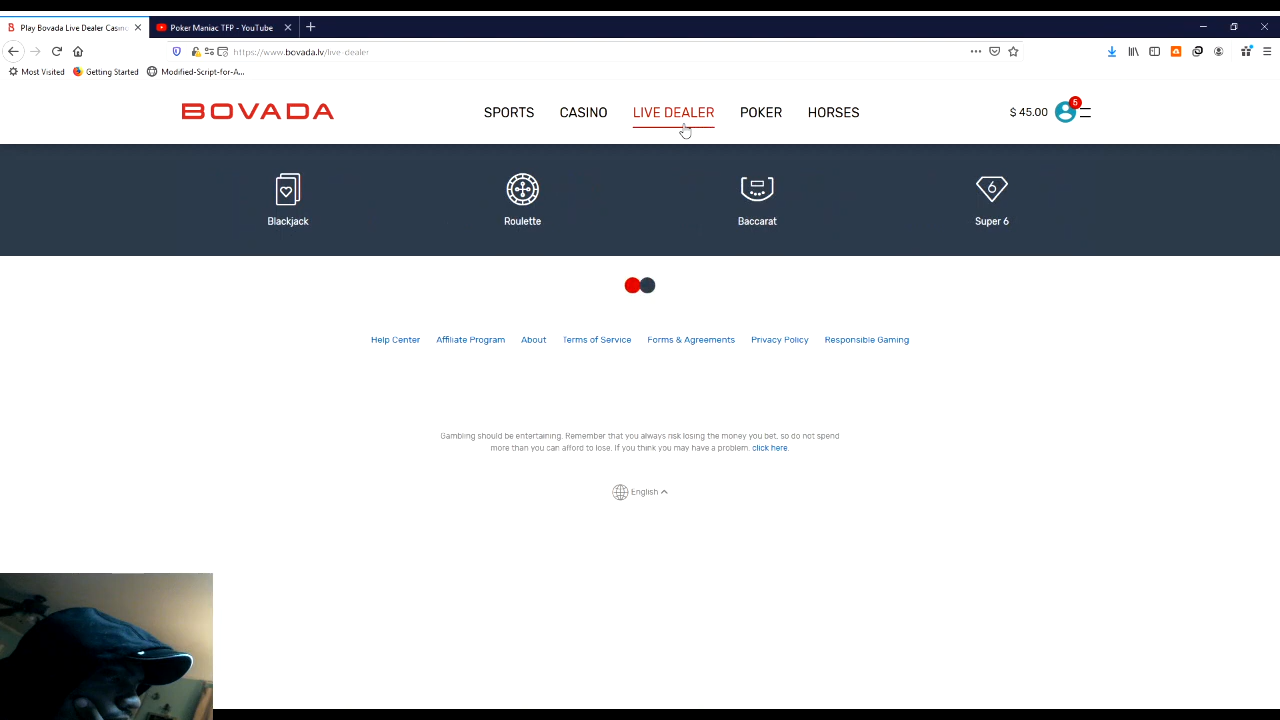 Play Bovada Live Dealer Casino
Poker Maniac TFP - YouTube
https://www.bovada.lv/live-dealer
Most Visited
Getting Started
Modified-Script-for-A...
BOVADA
SPORTS
CASINO
LIVE DEALER
POKER
HORSES
$ 45.00
5
Blackjack
Roulette
Baccarat
6
Super 6
Help Center
Affiliate Program
About
Terms of Service
Forms & Agreements
Privacy Policy
Responsible Gaming
Gambling should be entertaining. Remember that you always risk losing the money you bet, so do not spend
more than you can afford to lose. If you think you may have a problem, click here.
English